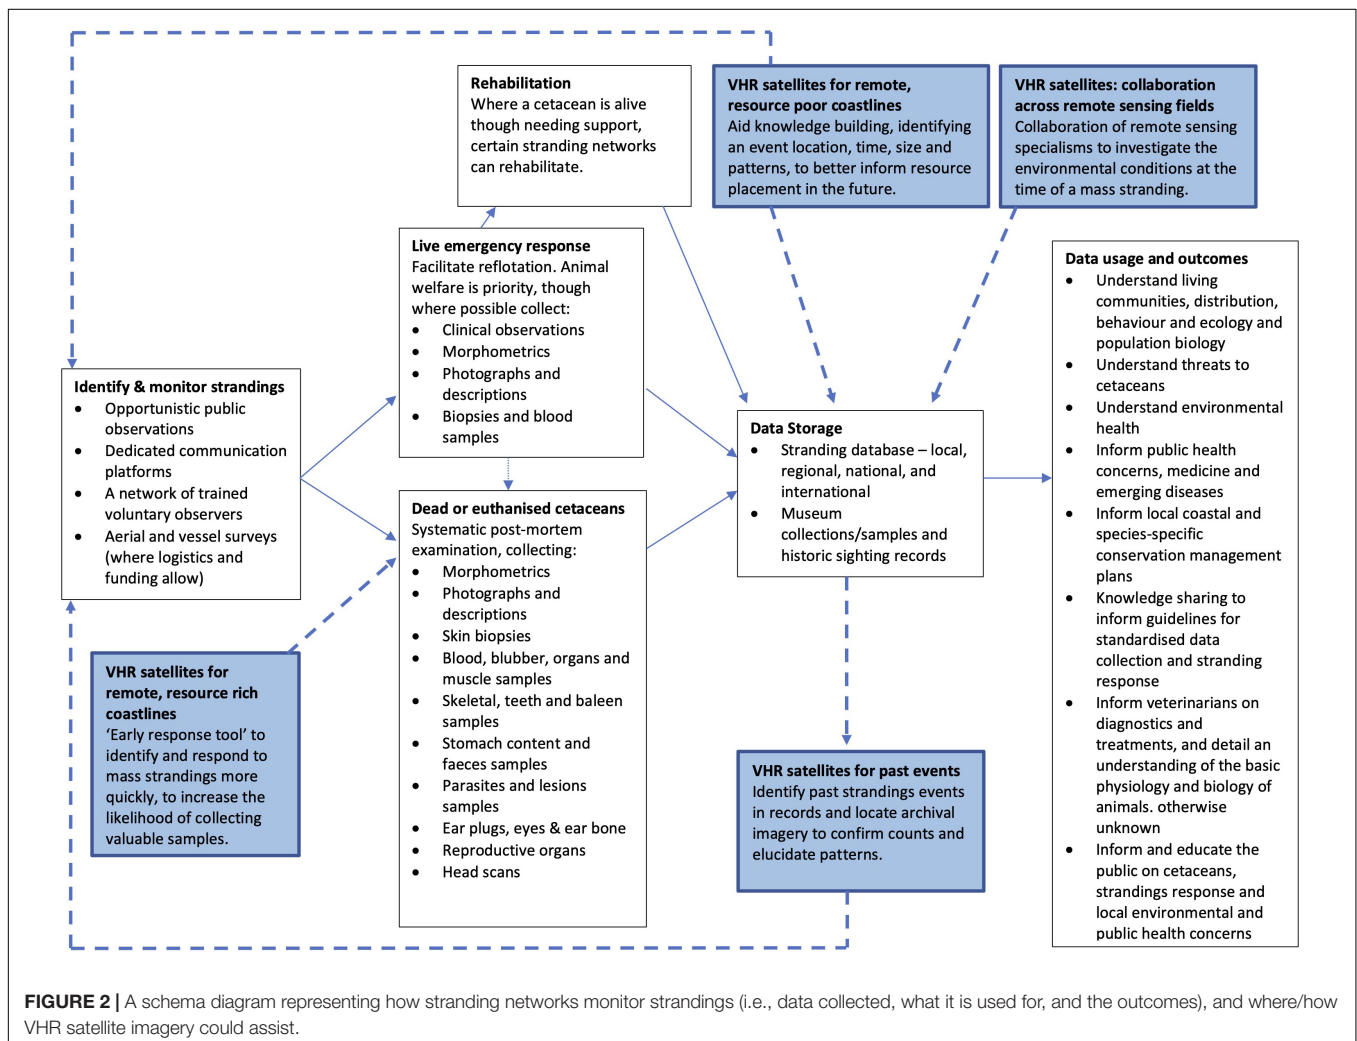 Rehabilitation
Where a cetacean is alive
though needing support,
certain stranding networks
can rehabilitate.
VHR satellites for remote,
resource poor coastlines
Aid knowledge building, identifying
an event location, time, size and
patterns, to better inform resource
placement in the future.
VHR satellites: collaboration
across remote sensing fields
Collaboration of remote sensing
specialisms to investigate the
environmental conditions at the
time of a mass stranding.
Live emergency response
Facilitate reflotation. Animal
welfare is priority, though
where possible collect:
• Clinical observations
• Morphometrics
• Photographs and
descriptions
• Biopsies and blood
samples
Identify & monitor strandings
• Opportunistic public
observations
• Dedicated communication
platforms
• A network of trained
voluntary observers
• Aerial and vessel surveys
(where logistics and
funding allow)
Dead or euthanised cetaceans
Systematic post-mortem
examination, collecting:
• Morphometrics
• Photographs and
descriptions
• Skin biopsies
• Blood, blubber, organs and
muscle samples
• Skeletal, teeth and baleen
samples
• Stomach content and
faeces samples
• Parasites and lesions
samples
• Ear plugs, eyes & ear bone
• Reproductive organs
• Head scans
VHR satellites for
remote, resource rich
coastlines
‘Early response tool’ to
identify and respond to
mass strandings more
quickly, to increase the
likelihood of collecting
valuable samples.
Data Storage
• Stranding database – local,
regional, national, and
international
• Museum
collections/samples and
historic sighting records
VHR satellites for past events
Identify past strandings events
in records and locate archival
imagery to confirm counts and
elucidate patterns.
Data usage and outcomes
• Understand living
communities, distribution,
behaviour and ecology and
population biology
• Understand threats to
cetaceans
• Understand environmental
health
• Inform public health
concerns, medicine and
emerging diseases
• Inform local coastal and
species-specific
conservation management
plans
• Knowledge sharing to
inform guidelines for
standardised data
collection and stranding
response
• Inform veterinarians on
diagnostics and
treatments, and detail an
understanding of the basic
physiology and biology of
animals. otherwise
unknown
• Inform and educate the
public on cetaceans,
strandings response and
local environmental and
public health concerns
FIGURE 2 | A schema diagram representing how stranding networks monitor strandings (i.e., data collected, what it is used for, and the outcomes), and where/how
VHR satellite imagery could assist.